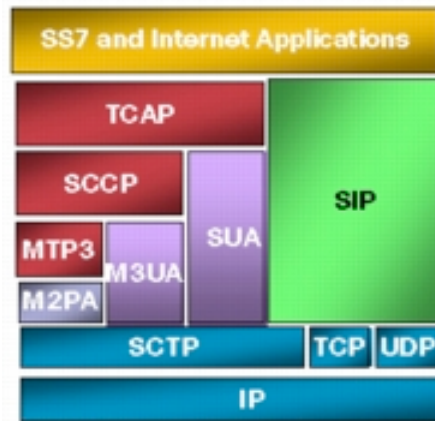 SS7 and Internet Applications
TCAP
SCCP
SUA
SIP
MTP3
M3UA
M2PA
SCTP
TCP
UDP
IP